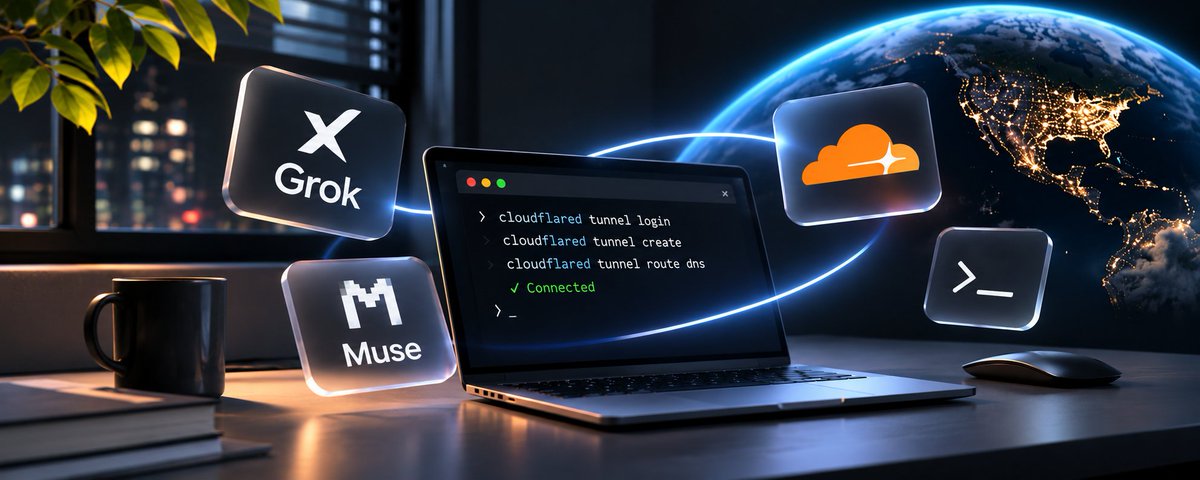 Grok
Muse
❯ cloudflared tunnel login
❯ cloudflared tunnel create
❯ cloudflared tunnel route dns
✓ Connected
❯ _
>_